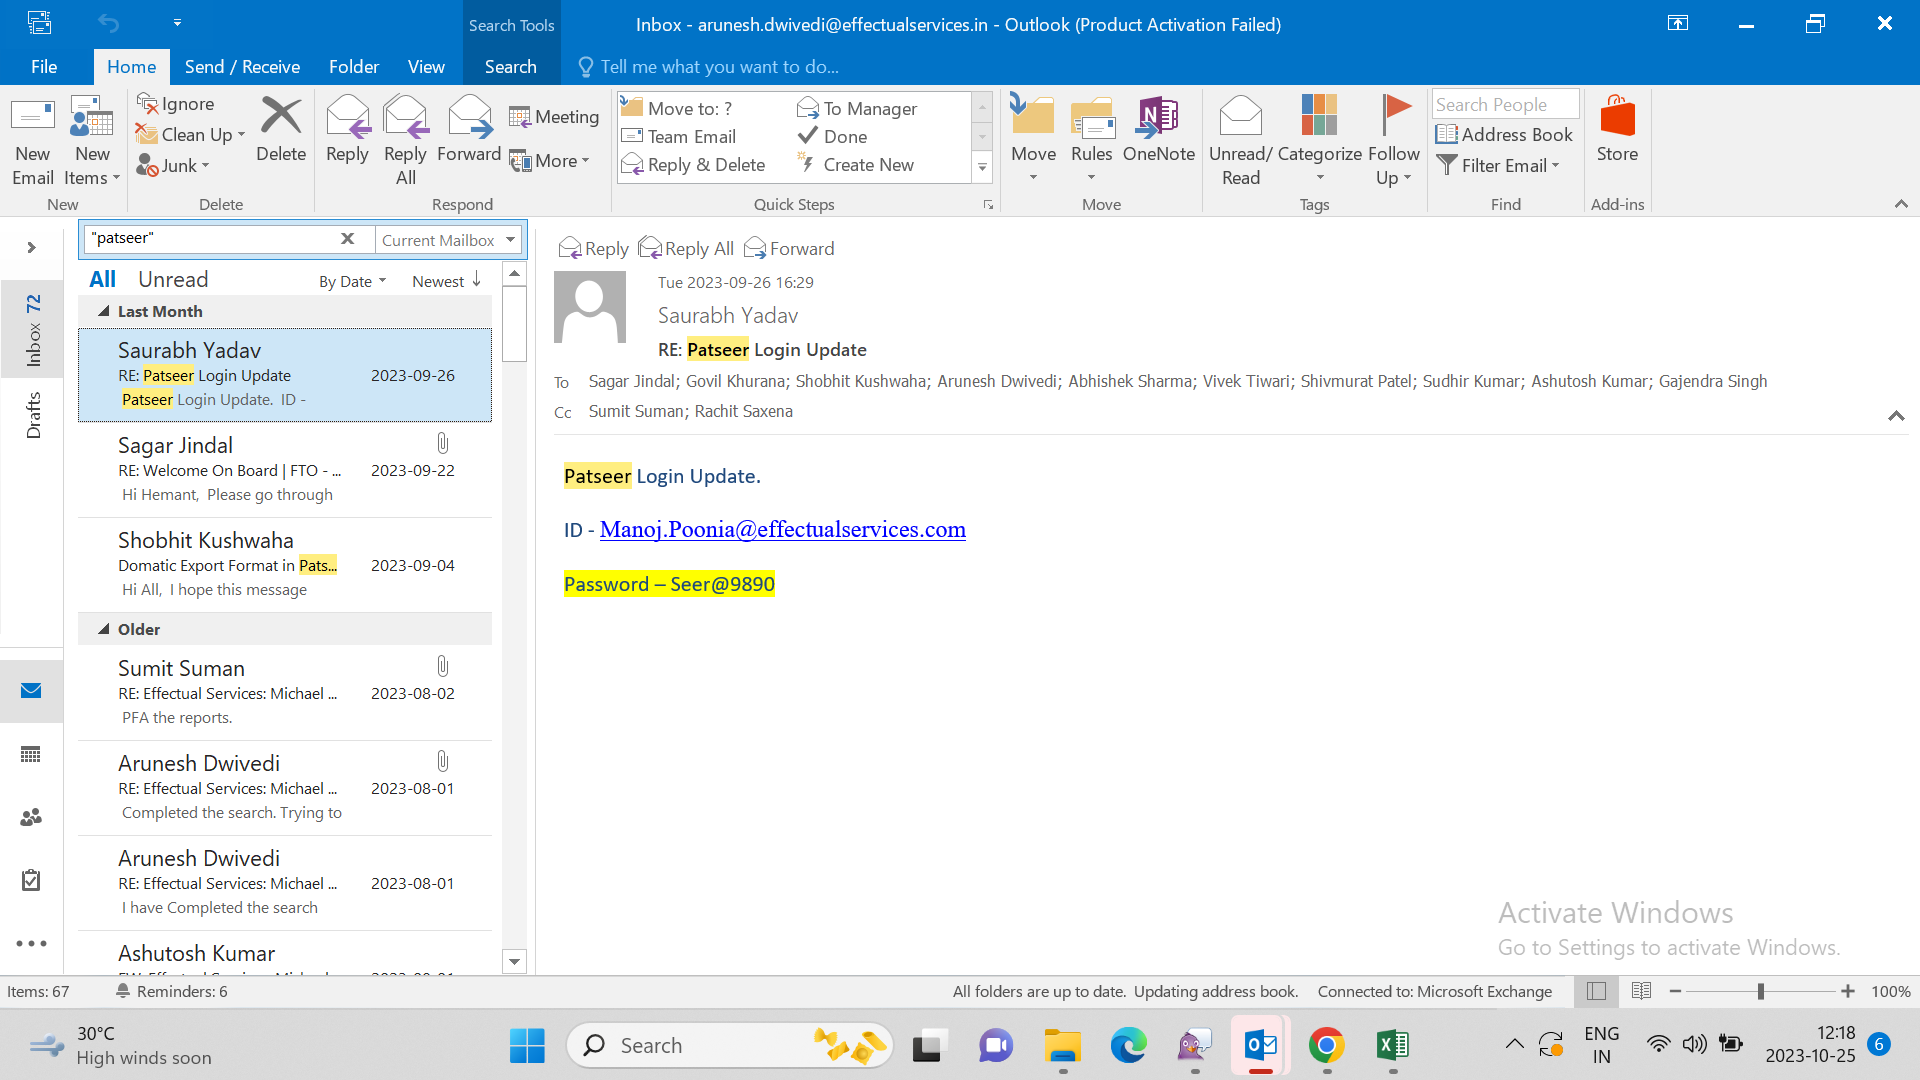 Search Tools
Inbox - arunesh.dwivedi@effectualservices.in - Outlook (Product Activation Failed)
File Home Send / Receive Folder View Search Tell me what you want to do...
New Email
New Items
Ignore
Clean Up
Junk
Delete
Reply
Reply All
Forward
Meeting
More
Move to: ?
Team Email
Reply & Delete
To Manager
Done
Create New
Move
Rules
OneNote
Unread/ Read
Categorize
Follow Up
Search People
Address Book
Filter Email
Store
New Delete Respond Quick Steps Move Tags Find Add-ins
"patseer"
Current Mailbox
All Unread By Date Newest
Inbox 72
Drafts
Last Month
Saurabh Yadav
RE: Patseer Login Update 2023-09-26
Patseer Login Update. ID -
Sagar Jindal
RE: Welcome On Board | FTO - ... 2023-09-22
Hi Hemant, Please go through
Shobhit Kushwaha
Domatic Export Format in Pats... 2023-09-04
Hi All, I hope this message
Older
Sumit Suman
RE: Effectual Services: Michael ... 2023-08-02
PFA the reports.
Arunesh Dwivedi
RE: Effectual Services: Michael ... 2023-08-01
Completed the search. Trying to
Arunesh Dwivedi
RE: Effectual Services: Michael ... 2023-08-01
I have Completed the search
Ashutosh Kumar
Reply Reply All Forward
Tue 2023-09-26 16:29
Saurabh Yadav
RE: Patseer Login Update
To Sagar Jindal; Govil Khurana; Shobhit Kushwaha; Arunesh Dwivedi; Abhishek Sharma; Vivek Tiwari; Shivmurat Patel; Sudhir Kumar; Ashutosh Kumar; Gajendra Singh
Cc Sumit Suman; Rachit Saxena
Patseer Login Update.
ID - Manoj.Poonia@effectualservices.com
Password – Seer@9890
Activate Windows
Go to Settings to activate Windows.
Items: 67 Reminders: 6
All folders are up to date. Updating address book. Connected to: Microsoft Exchange 100%
30°C
High winds soon
Search
ENG
IN
12:18
2023-10-25
6